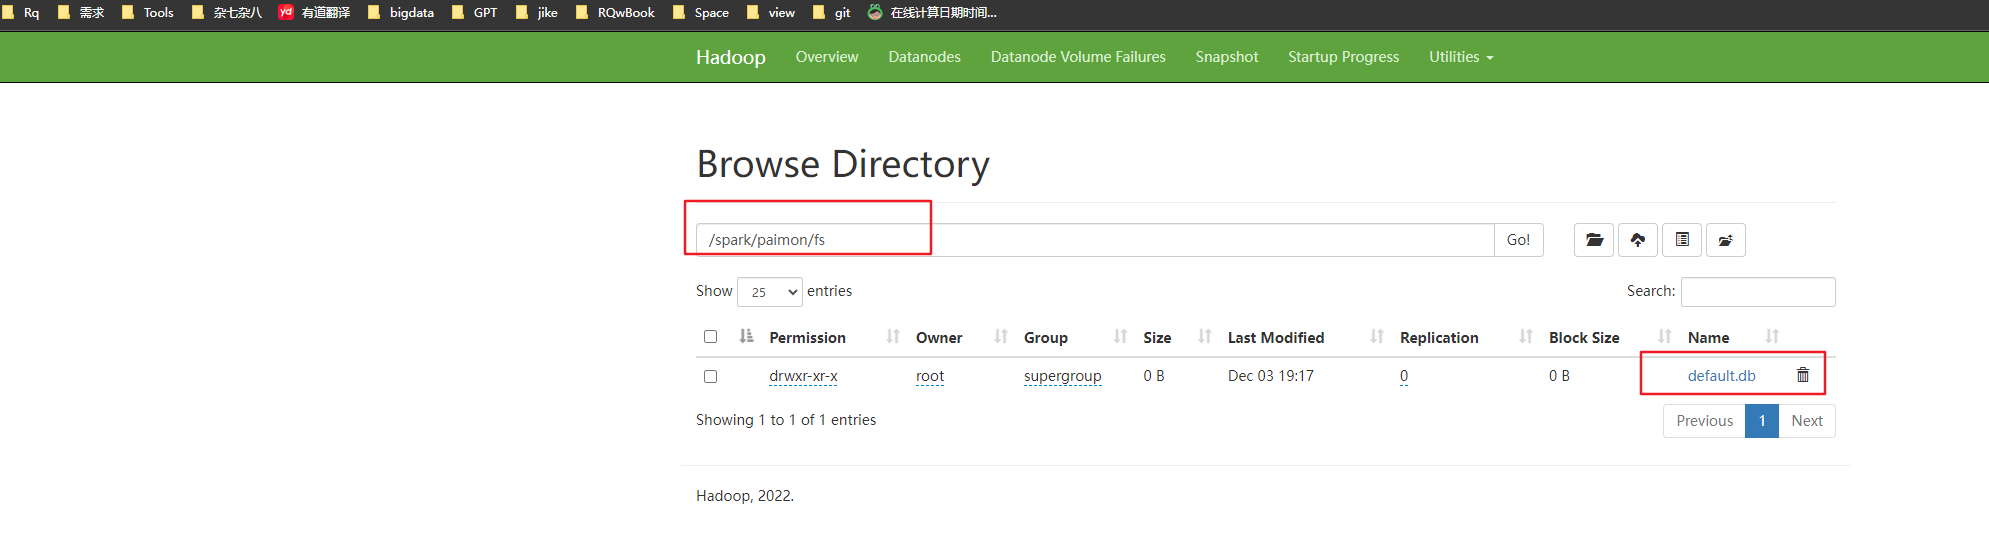 Rq 需求 Tools 杂七杂八 yd 有道翻译 bigdata GPT jike RQwBook Space view git 在线计算日期时间...
Hadoop Overview Datanodes Datanode Volume Failures Snapshot Startup Progress Utilities
Browse Directory
/spark/paimon/fs Go!
Show 25 entries Search:
Permission Owner Group Size Last Modified Replication Block Size Name
drwxr-xr-x root supergroup 0 B Dec 03 19:17 0 0 B default.db
Showing 1 to 1 of 1 entries Previous 1 Next
Hadoop, 2022.